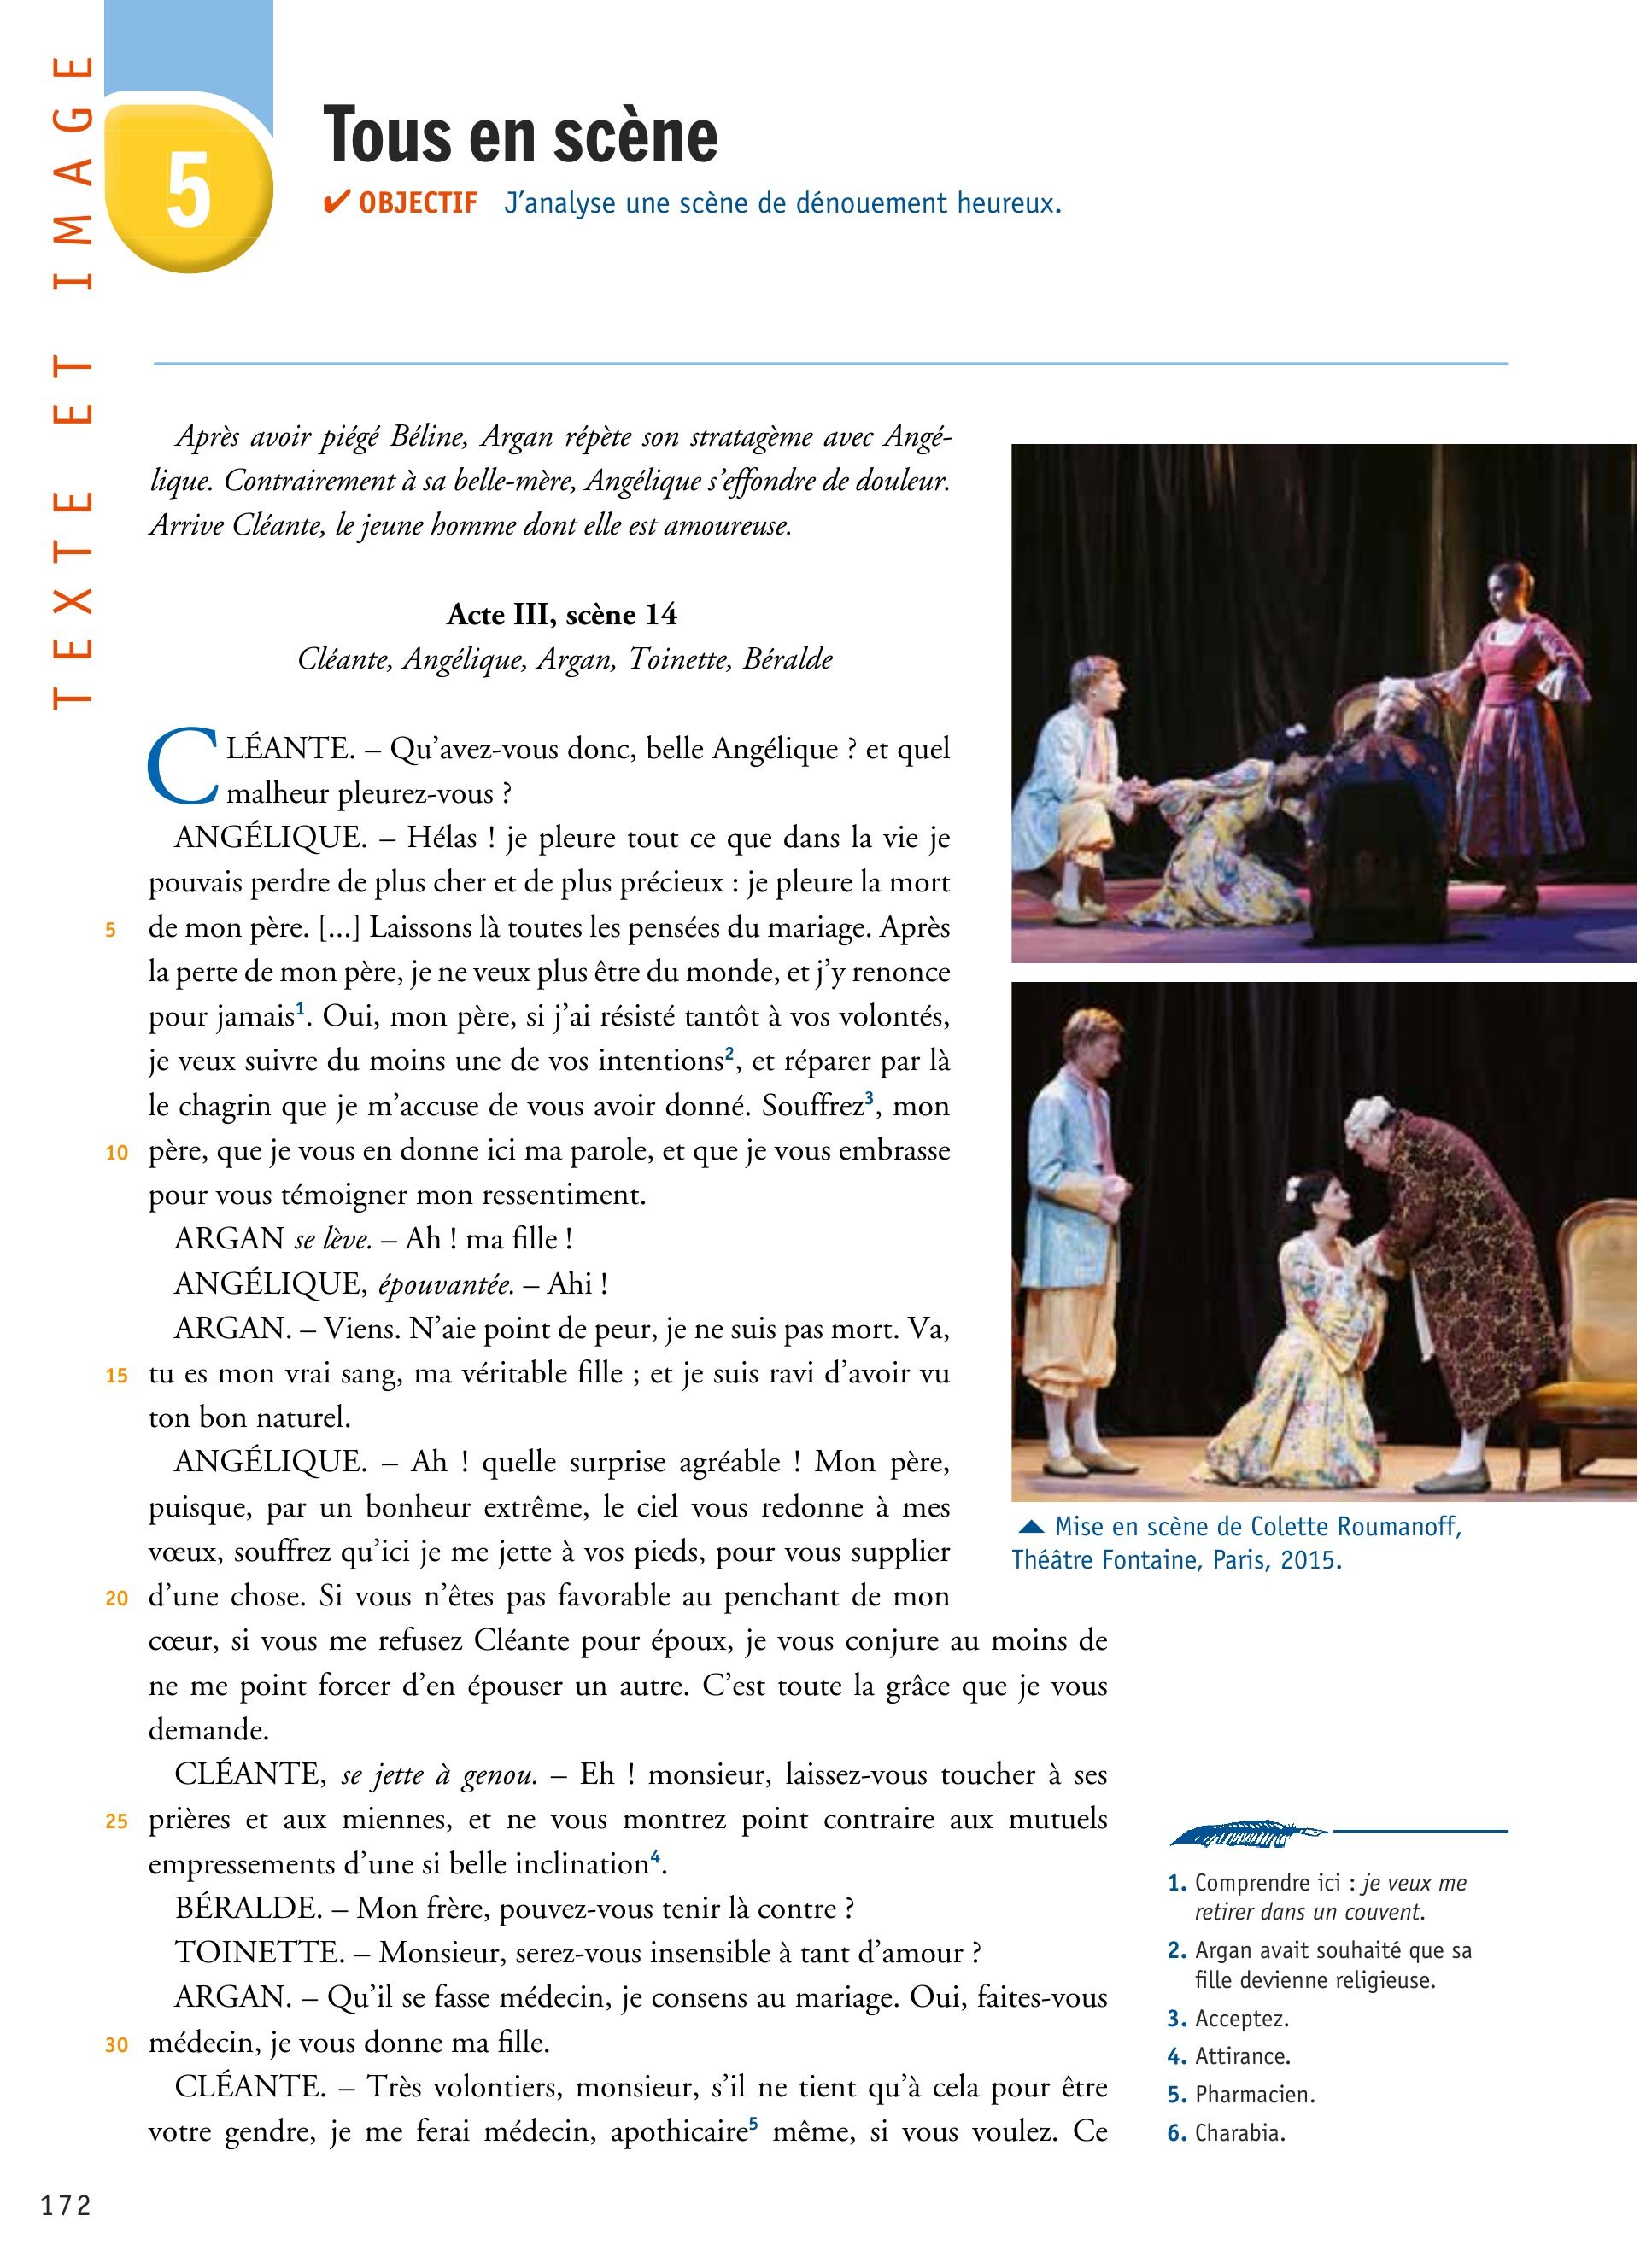 TEXTE ET IMAGE
5
Tous en scène
✔ OBJECTIF J’analyse une scène de dénouement heureux.
Après avoir piégé Béline, Argan répète son stratagème avec Angé-
lique. Contrairement à sa belle-mère, Angélique s’effondre de douleur.
Arrive Cléante, le jeune homme dont elle est amoureuse.
Acte III, scène 14
Cléante, Angélique, Argan, Toinette, Béralde
CLÉANTE. – Qu’avez-vous donc, belle Angélique ? et quel
malheur pleurez-vous ?
ANGÉLIQUE. – Hélas ! je pleure tout ce que dans la vie je
pouvais perdre de plus cher et de plus précieux : je pleure la mort
5 de mon père. [...] Laissons là toutes les pensées du mariage. Après
la perte de mon père, je ne veux plus être du monde, et j’y renonce
pour jamais1. Oui, mon père, si j’ai résisté tantôt à vos volontés,
je veux suivre du moins une de vos intentions2, et réparer par là
le chagrin que je m’accuse de vous avoir donné. Souffrez3, mon
10 père, que je vous en donne ici ma parole, et que je vous embrasse
pour vous témoigner mon ressentiment.
ARGAN se lève. – Ah ! ma fille !
ANGÉLIQUE, épouvantée. – Ahi !
ARGAN. – Viens. N’aie point de peur, je ne suis pas mort. Va,
15 tu es mon vrai sang, ma véritable fille ; et je suis ravi d’avoir vu
ton bon naturel.
ANGÉLIQUE. – Ah ! quelle surprise agréable ! Mon père,
puisque, par un bonheur extrême, le ciel vous redonne à mes
vœux, souffrez qu’ici je me jette à vos pieds, pour vous supplier
20 d’une chose. Si vous n’êtes pas favorable au penchant de mon
cœur, si vous me refusez Cléante pour époux, je vous conjure au moins de
ne me point forcer d’en épouser un autre. C’est toute la grâce que je vous
demande.
CLÉANTE, se jette à genou. – Eh ! monsieur, laissez-vous toucher à ses
25 prières et aux miennes, et ne vous montrez point contraire aux mutuels
empressements d’une si belle inclination4.
BÉRALDE. – Mon frère, pouvez-vous tenir là contre ?
TOINETTE. – Monsieur, serez-vous insensible à tant d’amour ?
ARGAN. – Qu’il se fasse médecin, je consens au mariage. Oui, faites-vous
30 médecin, je vous donne ma fille.
CLÉANTE. – Très volontiers, monsieur, s’il ne tient qu’à cela pour être
votre gendre, je me ferai médecin, apothicaire5 même, si vous voulez. Ce
Mise en scène de Colette Roumanoff,
Théâtre Fontaine, Paris, 2015.
1. Comprendre ici : je veux me
retirer dans un couvent.
2. Argan avait souhaité que sa
fille devienne religieuse.
3. Acceptez.
4. Attirance.
5. Pharmacien.
6. Charabia.
172